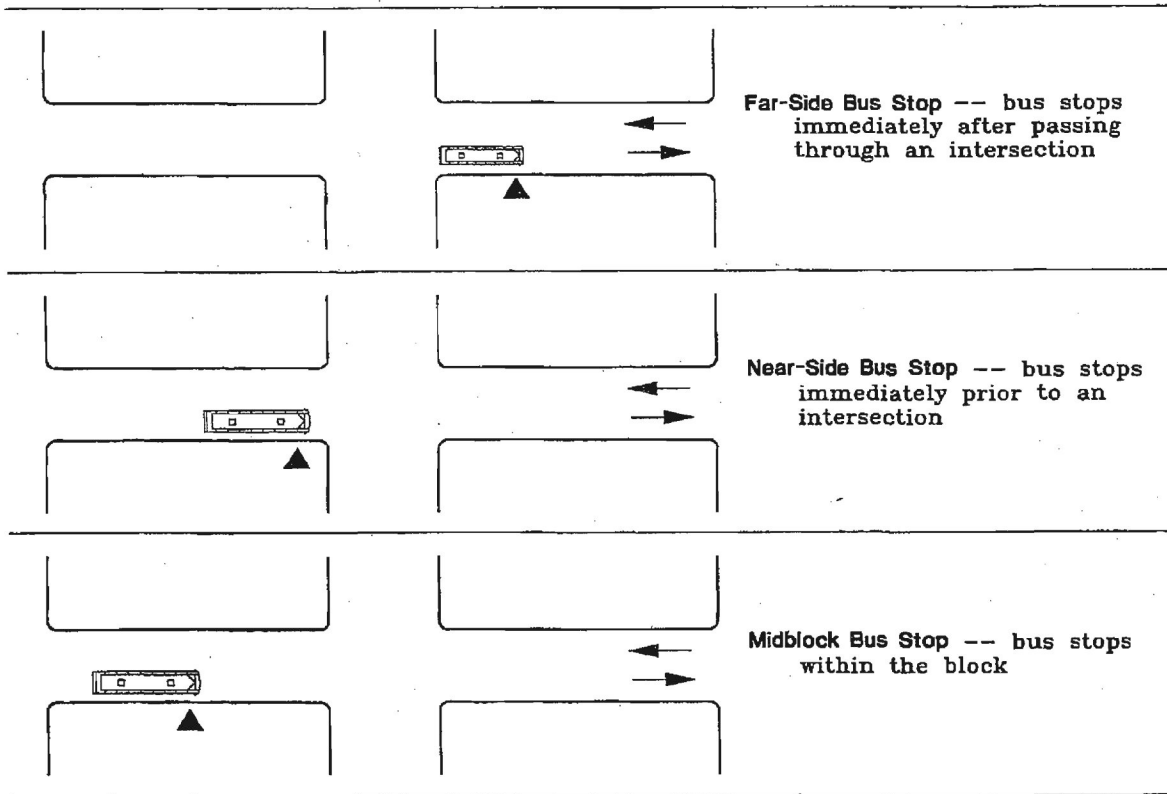 Far-Side Bus Stop -- bus stops
immediately after passing
through an intersection
Near-Side Bus Stop -- bus stops
immediately prior to an
intersection
Midblock Bus Stop -- bus stops
within the block